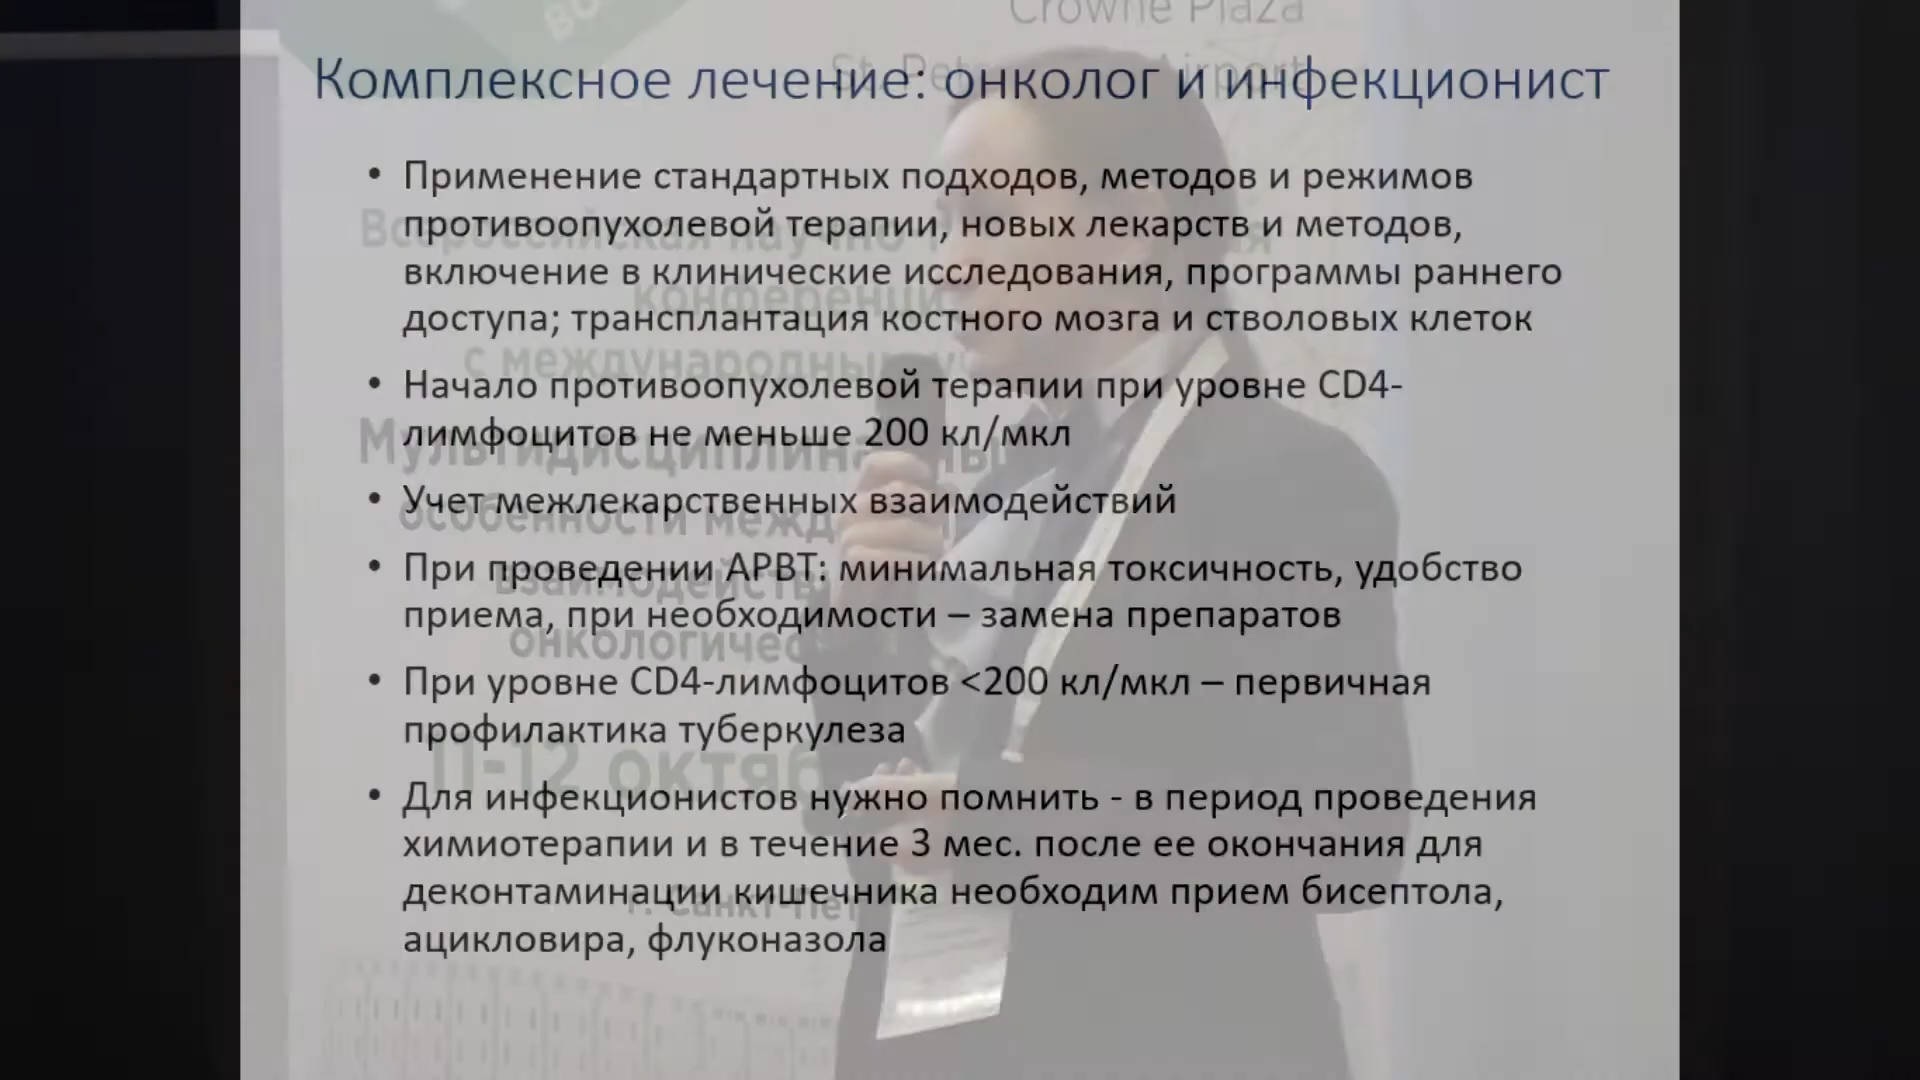 Crowne Plaza
Комплексное лечение: онколог и инфекционист
• Применение стандартных подходов, методов и режимов
противоопухолевой терапии, новых лекарств и методов,
включение в клинические исследования, программы раннего
доступа; трансплантация костного мозга и стволовых клеток
• Начало противоопухолевой терапии при уровне CD4-
лимфоцитов не меньше 200 кл/мкл
• Учет межлекарственных взаимодействий
• При проведении АРВТ: минимальная токсичность, удобство
приема, при необходимости – замена препаратов
• При уровне CD4-лимфоцитов <200 кл/мкл – первичная
профилактика туберкулеза
• Для инфекционистов нужно помнить - в период проведения
химиотерапии и в течение 3 мес. после ее окончания для
деконтаминации кишечника необходим прием бисептола,
ацикловира, флуконазола